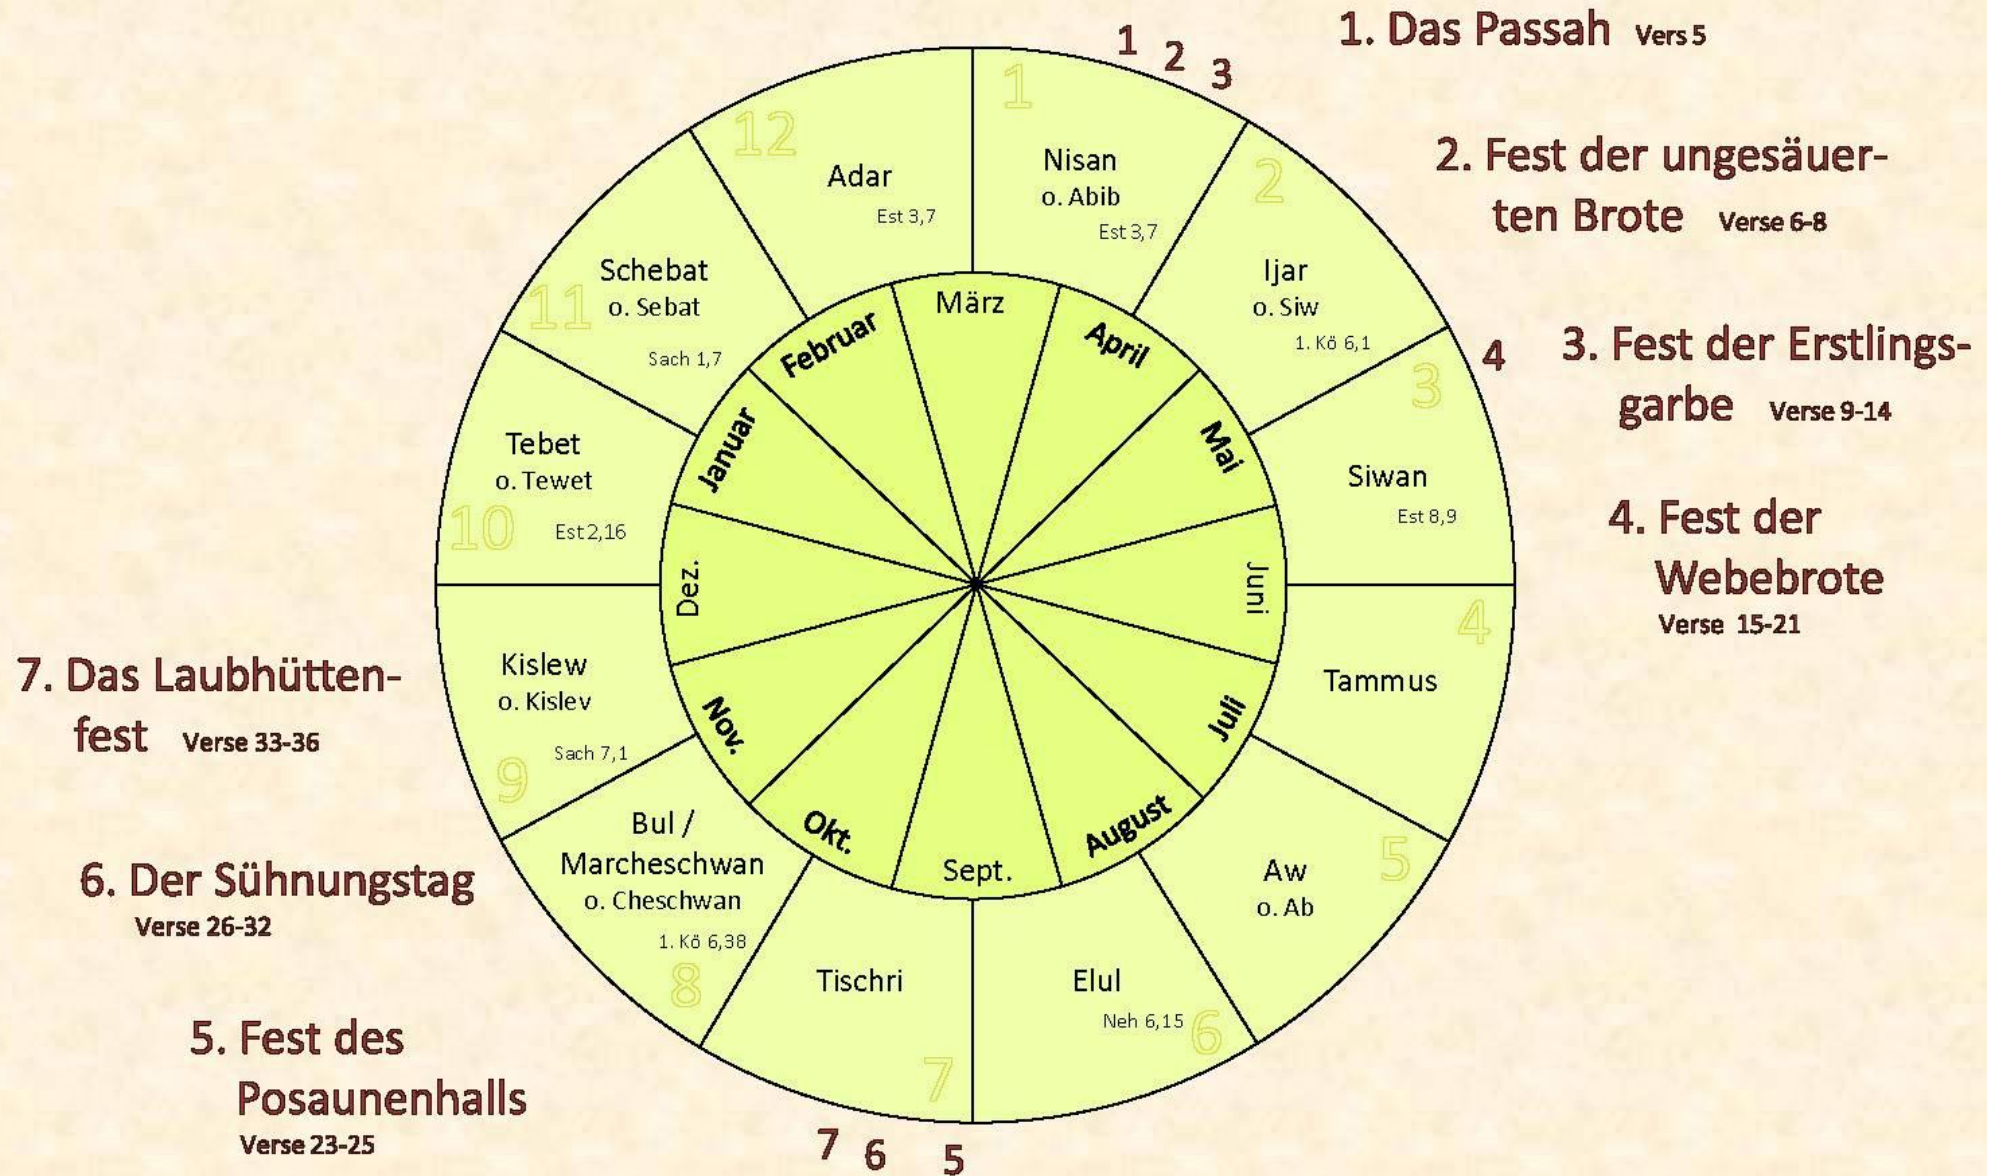 1. Das Passah Vers 5
2. Fest der ungesäuer-
ten Brote Verse 6-8
3. Fest der Erstlings-
garbe Verse 9-14
4. Fest der
Webebrote
Verse 15-21
5. Fest des
Posaunenhalls
Verse 23-25
6. Der Sühnungstag
Verse 26-32
7. Das Laubhütten-
fest Verse 33-36
1 2 3
4
5
6
7
1
Nisan
o. Abib
Est 3,7
2
Ijar
o. Siw
1. Kö 6,1
3
Siwan
Est 8,9
4
Tammus
5
Aw
o. Ab
6
Elul
Neh 6,15
7
Tischri
8
Bul /
Marcheschwan
o. Cheschwan
1. Kö 6,38
9
Kislew
o. Kislev
Sach 7,1
10
Tebet
o. Tewet
Est 2,16
11
Schebat
o. Sebat
Sach 1,7
12
Adar
Est 3,7
März
April
Mai
Juni
Juli
August
Sept.
Okt.
Nov.
Dez.
Januar
Februar